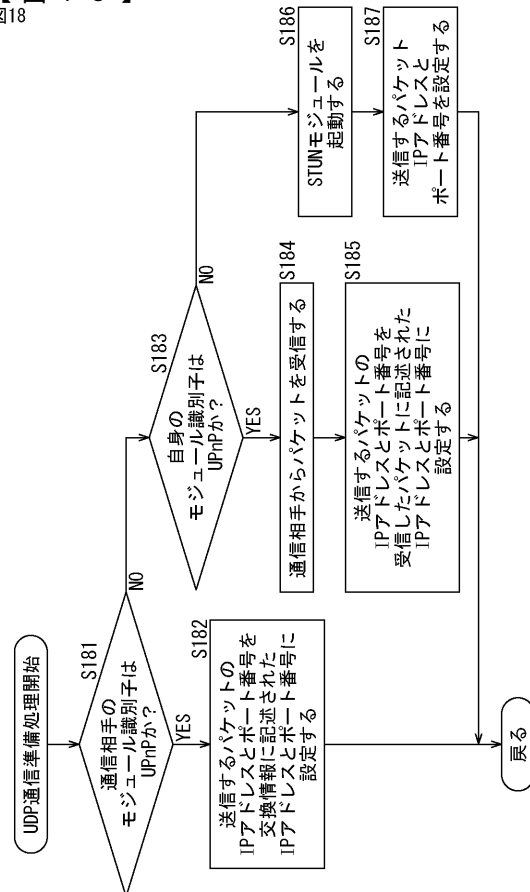 【図18】
図18
UDP通信準備処理開始
S181
通信相手の
モジュール識別子は
UPnPか?
NO
YES
S182
送信するパケットの
IPアドレスとポート番号を
交換情報に記述された
IPアドレスとポート番号に
設定する
S183
自身の
モジュール識別子は
UPnPか?
NO
YES
S184
通信相手からパケットを受信する
S185
送信するパケットの
IPアドレスとポート番号を
受信したパケットに記述された
IPアドレスとポート番号に
設定する
S186
STUNモジュールを
起動する
S187
送信するパケット
IPアドレスと
ポート番号を設定する
戻る